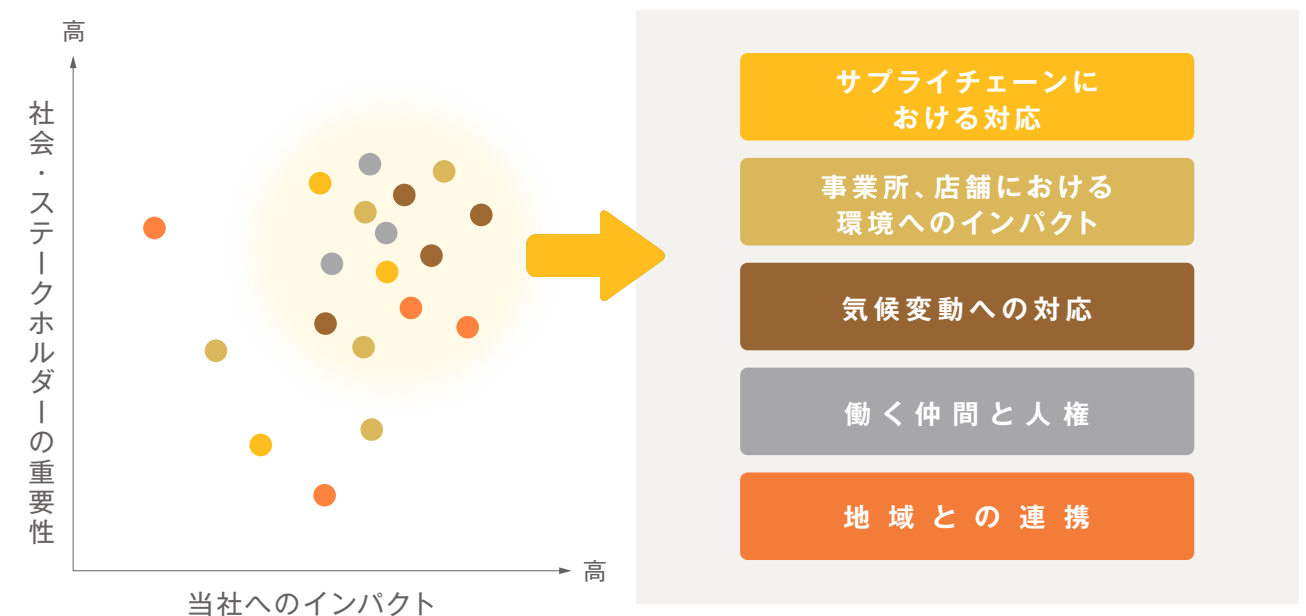 高
社会・ステークホルダーの重要性
高
当社へのインパクト
サプライチェーンに
おける対応
事業所、店舗における
環境へのインパクト
気候変動への対応
働く仲間と人権
地域との連携